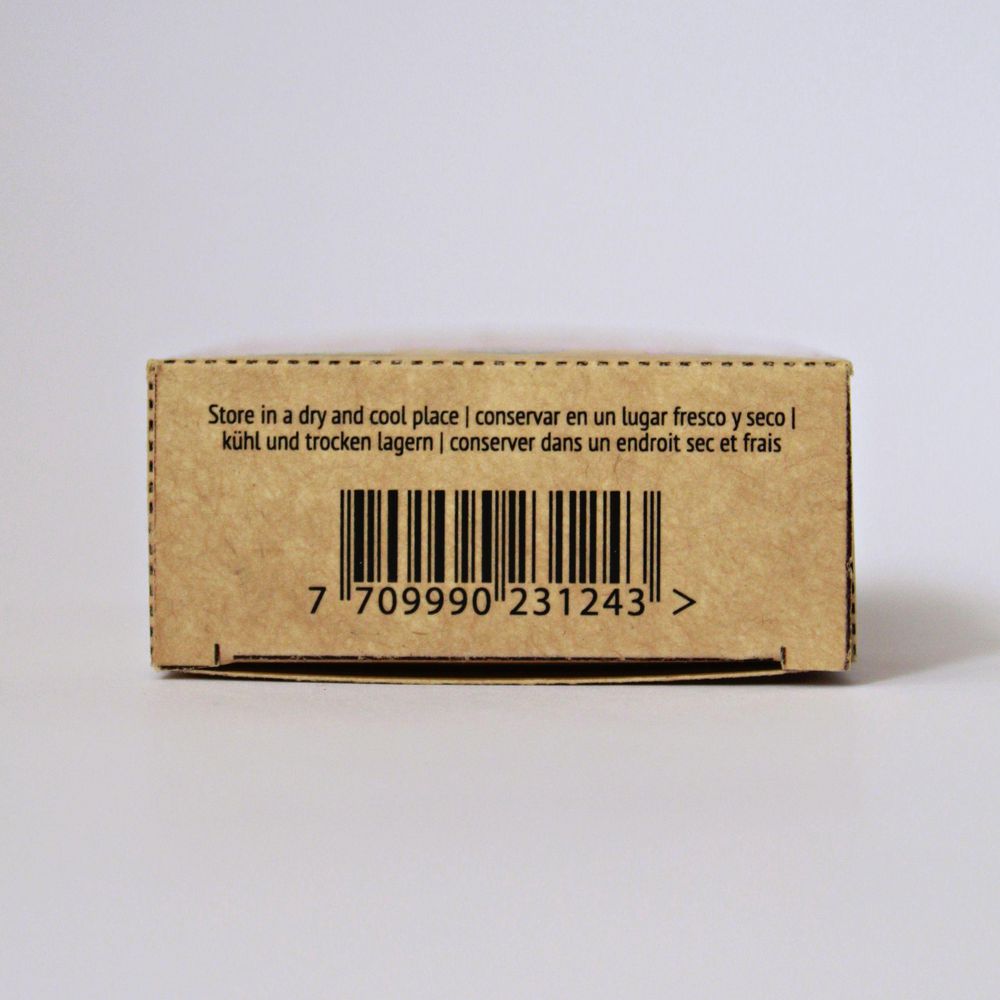 Store in a dry and cool place | conservar en un lugar fresco y seco |
kühl und trocken lagern | conserver dans un endroit sec et frais
7 709990 231243 >